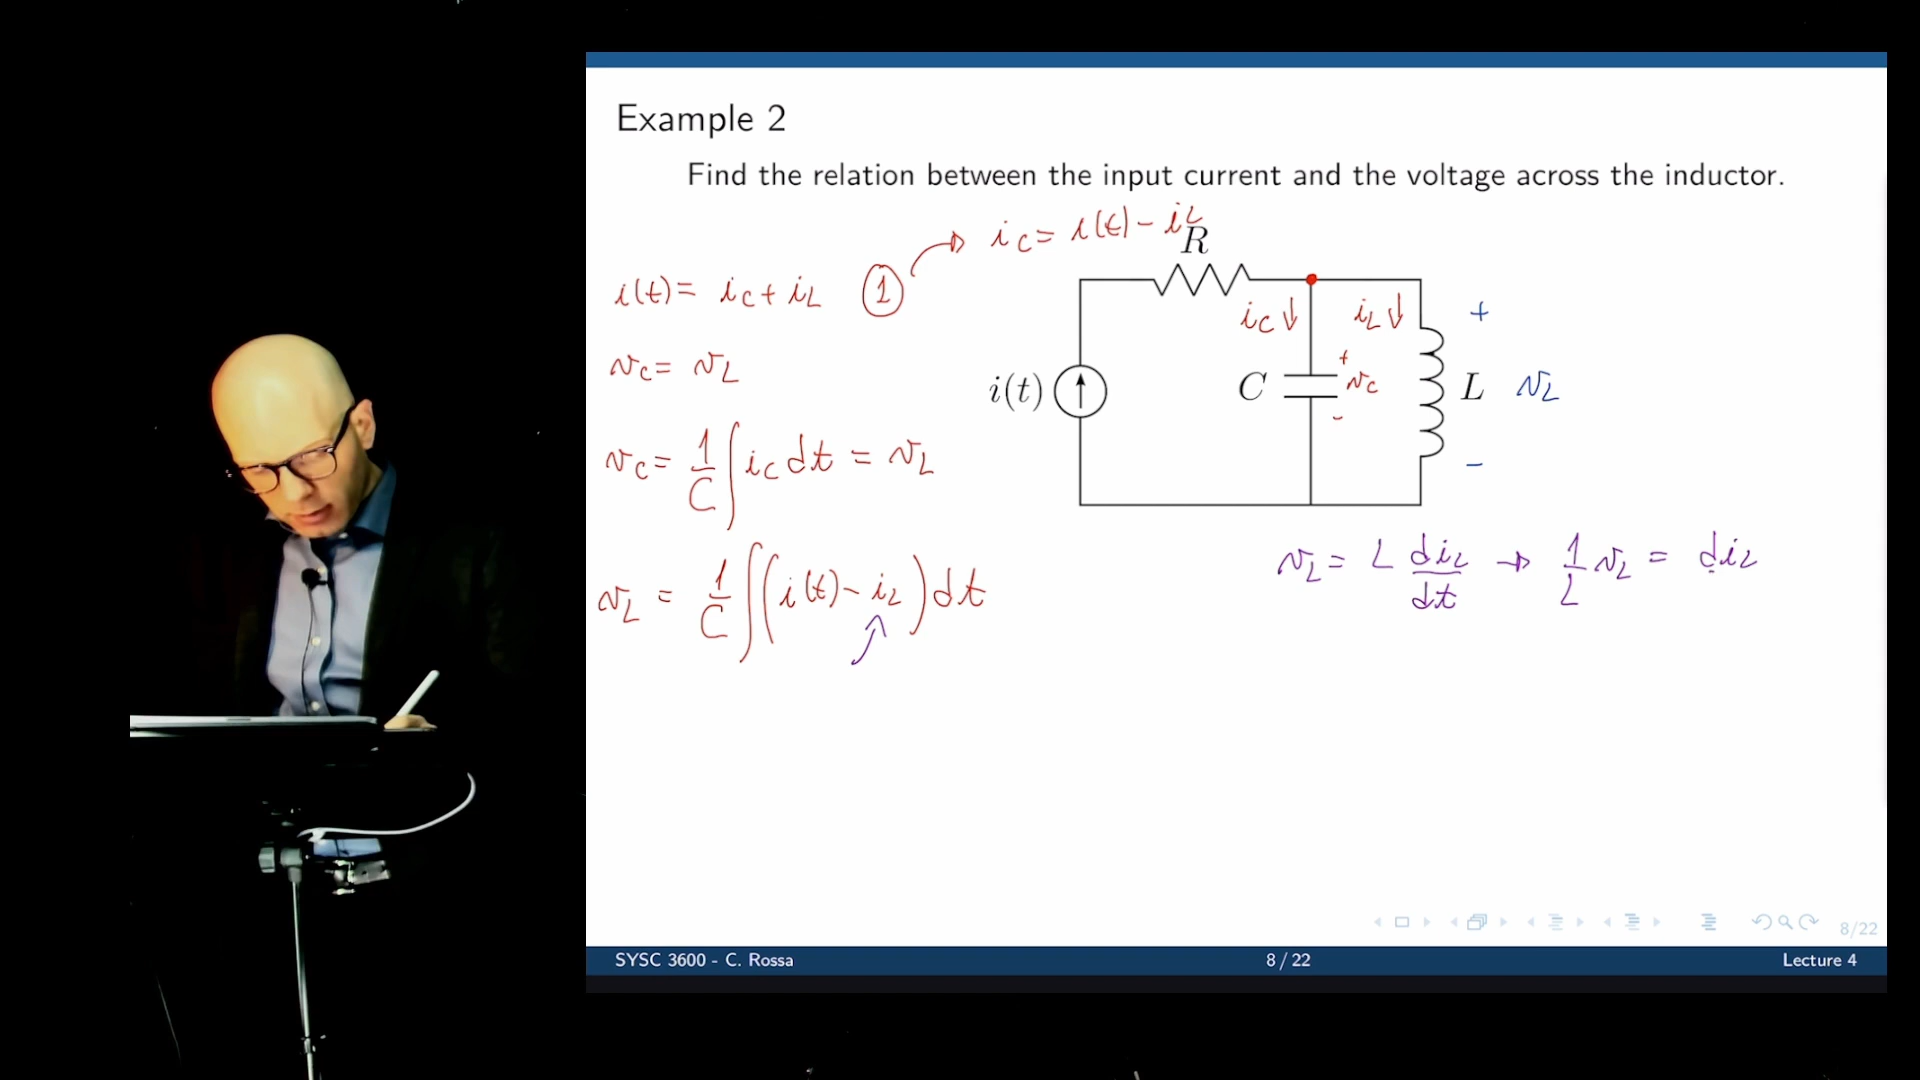 Example 2
Find the relation between the input current and the voltage across the inductor.
i_C = i(t) - i_L
R
i(t) = i_C + i_L ①
i_C↓ i_L↓ +
v_C = v_L
+
i(t) C v_C L v_L
-
v_C = 1/C ∫ i_C dt = v_L
-
v_L = L di_L/dt → 1/L v_L = di_L
v_L = 1/C ∫ (i(t) - i_L) dt
8/22
SYSC 3600 - C. Rossa 8 / 22 Lecture 4